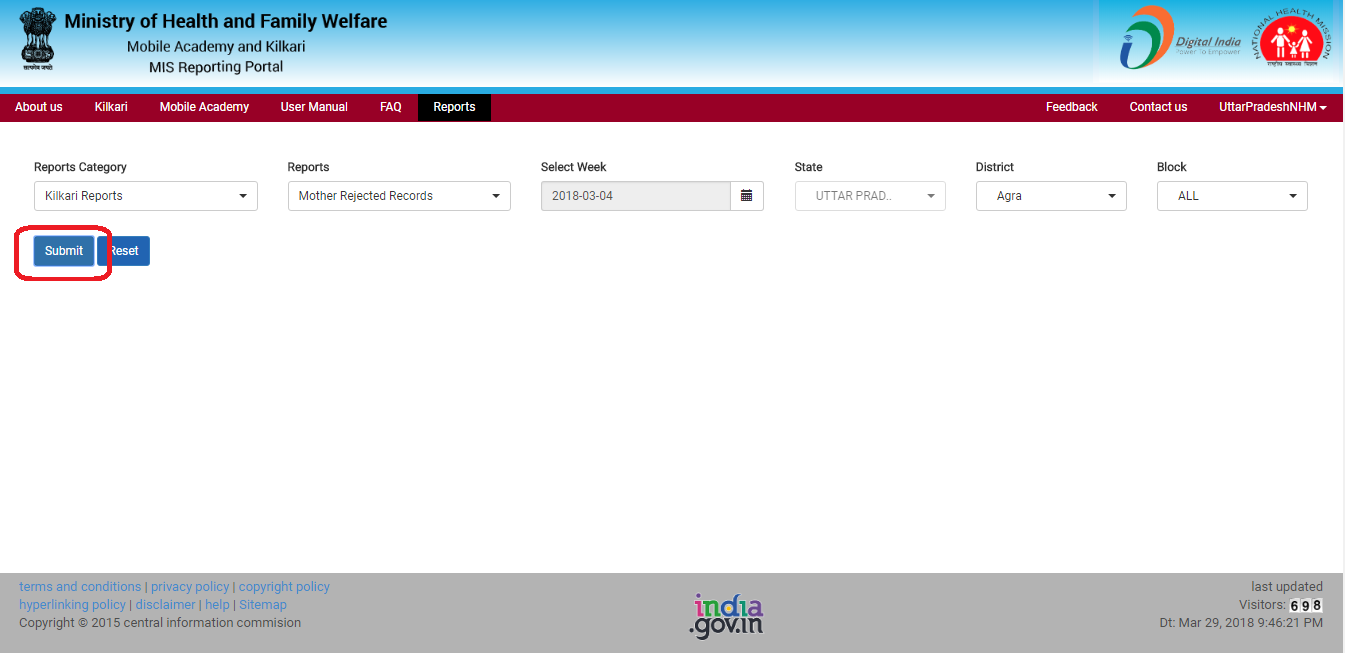 Ministry of Health and Family Welfare
Mobile Academy and Kilkari
MIS Reporting Portal
सत्यमेव जयते
Digital India
Power To Empower
NATIONAL HEALTH MISSION
राष्ट्रीय स्वास्थ्य मिशन
About us Kilkari Mobile Academy User Manual FAQ Reports Feedback Contact us UttarPradeshNHM
Reports Category Reports Select Week State District Block
Kilkari Reports Mother Rejected Records 2018-03-04 UTTAR PRAD.. Agra ALL
Submit Reset
terms and conditions | privacy policy | copyright policy
hyperlinking policy | disclaimer | help | Sitemap
Copyright © 2015 central information commision
india
.gov.in
last updated
Visitors: 698
Dt: Mar 29, 2018 9:46:21 PM